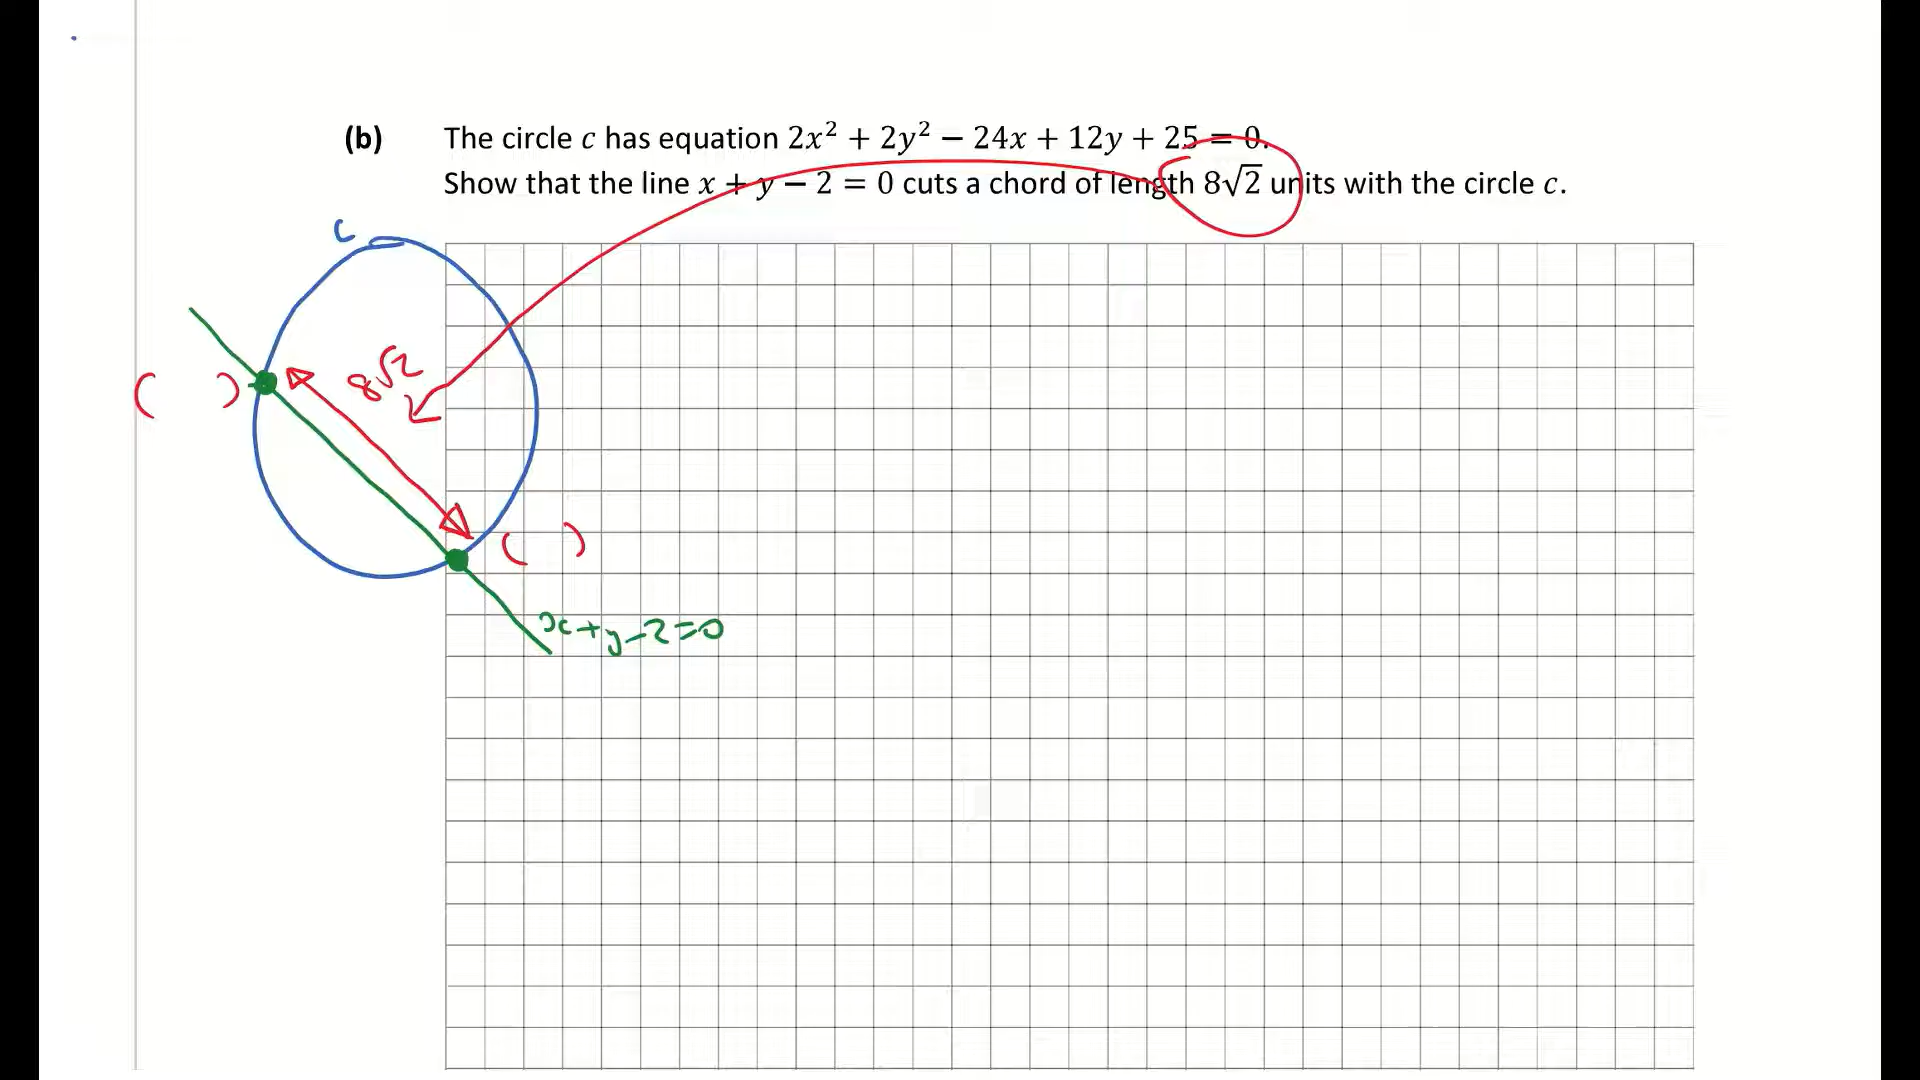 (b) The circle c has equation 2x² + 2y² − 24x + 12y + 25 = 0.
Show that the line x + y − 2 = 0 cuts a chord of length 8√2 units with the circle c.
c
8√2
( )
( )
x+y-2=0